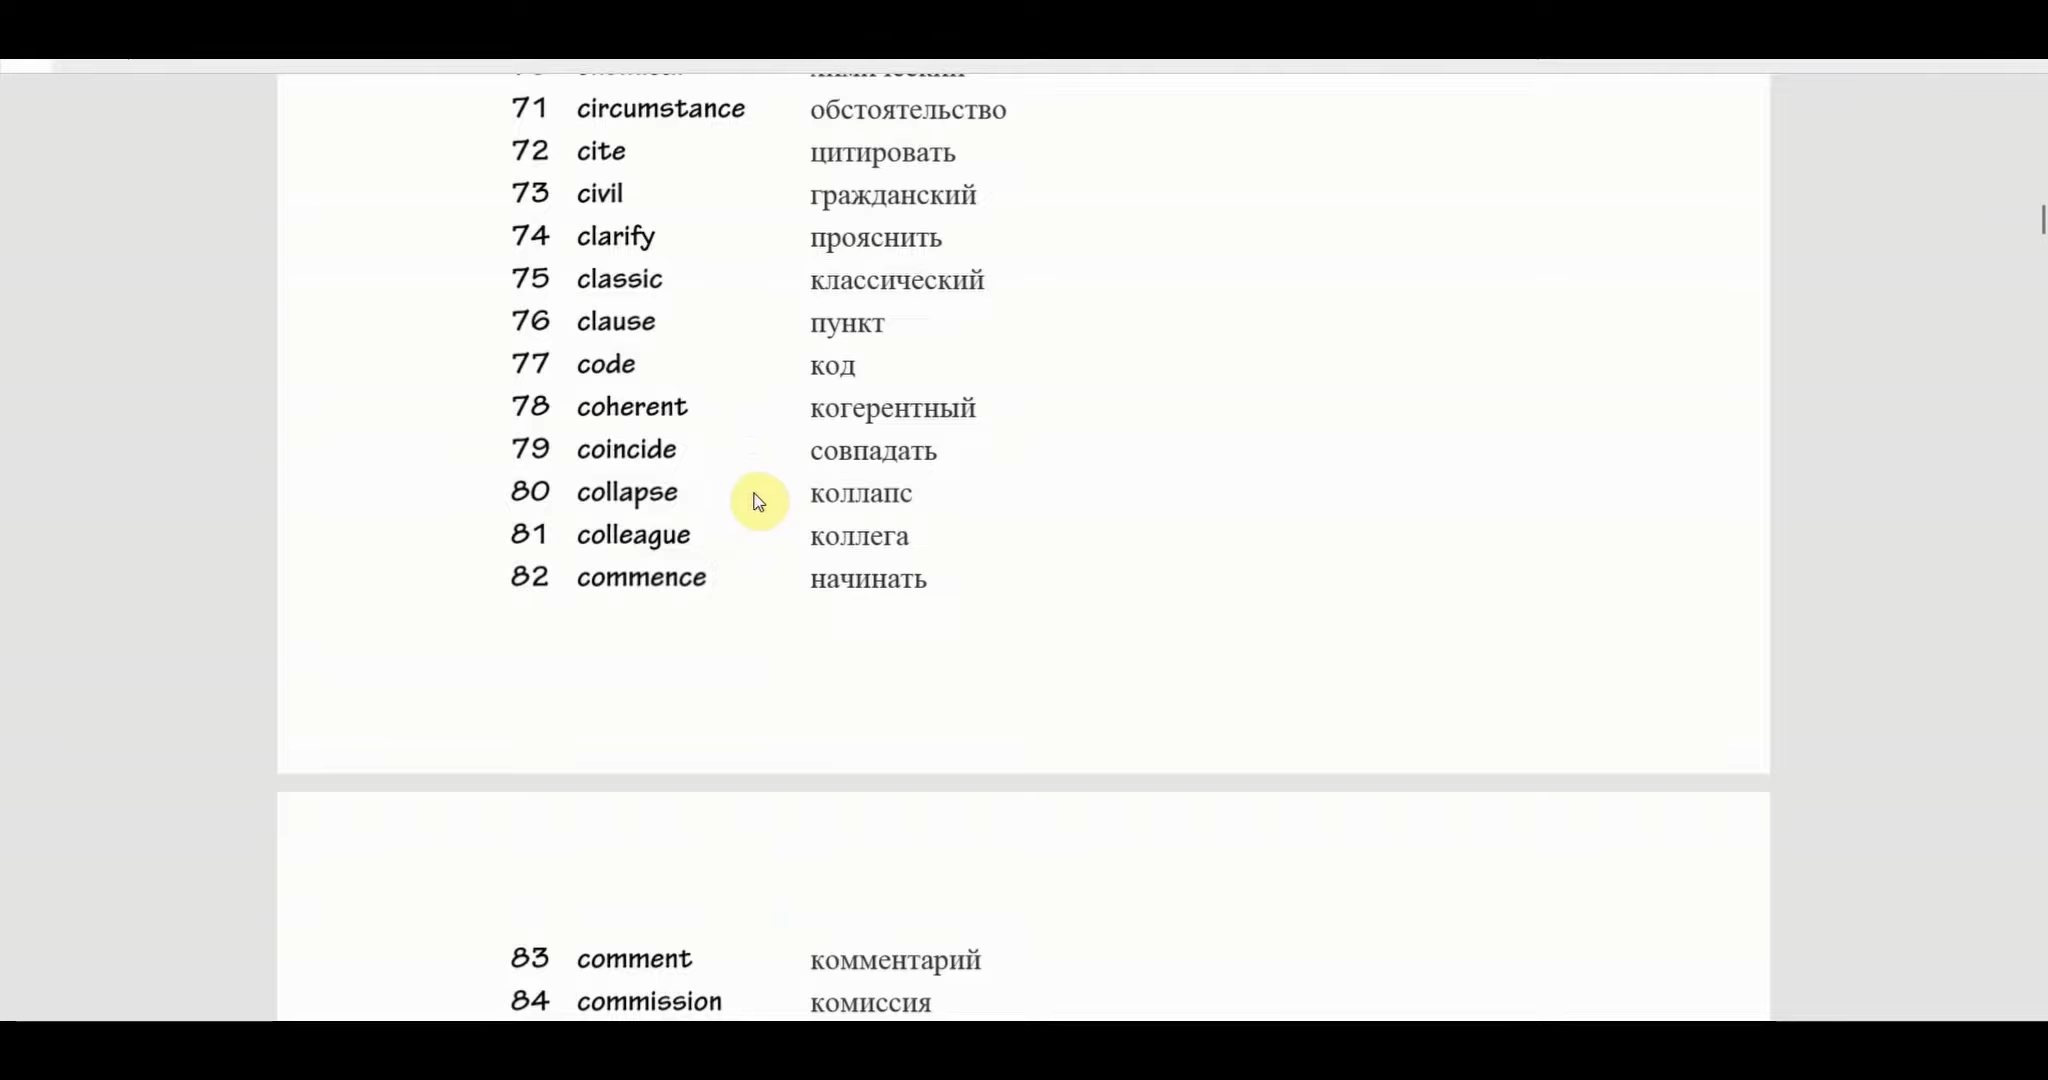 71 circumstance обстоятельство
72 cite цитировать
73 civil гражданский
74 clarify прояснить
75 classic классический
76 clause пункт
77 code код
78 coherent когерентный
79 coincide совпадать
80 collapse коллапс
81 colleague коллега
82 commence начинать
83 comment комментарий
84 commission комиссия